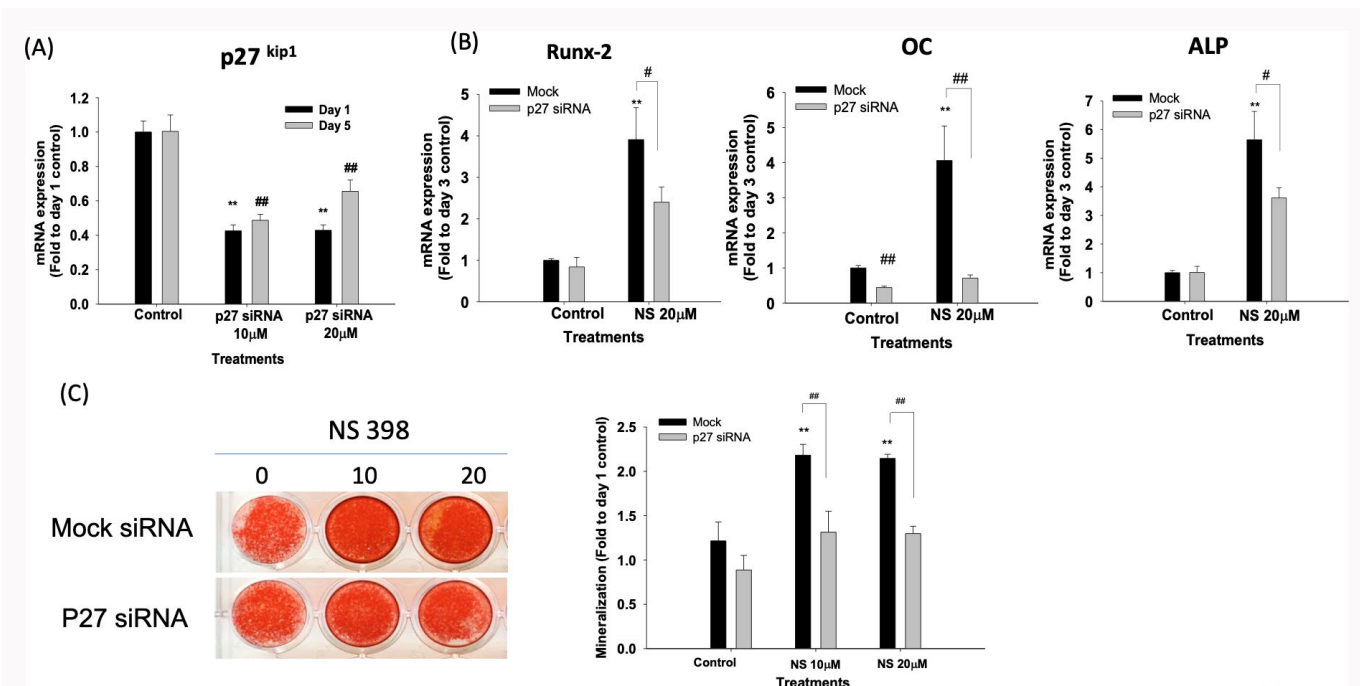 (A)
p27 kip1
mRNA expression
(Fold to day 1 control)
1.2
1.0
0.8
0.6
0.4
0.2
0.0
Day 1
Day 5
**
##
**
##
Control
p27 siRNA
10µM
p27 siRNA
20µM
Treatments
(B)
Runx-2
mRNA expression
(Fold to day 3 control)
5
4
3
2
1
0
Mock
p27 siRNA
#
**
Control
NS 20µM
Treatments
OC
mRNA expression
(Fold to day 3 control)
6
5
4
3
2
1
0
Mock
p27 siRNA
##
**
##
Control
NS 20µM
Treatments
ALP
mRNA expression
(Fold to day 3 control)
7
6
5
4
3
2
1
0
Mock
p27 siRNA
#
**
Control
NS 20µM
Treatments
(C)
NS 398
0 10 20
Mock siRNA
P27 siRNA
Mineralization (Fold to day 1 control)
2.5
2.0
1.5
1.0
0.5
0.0
Mock
p27 siRNA
##
**
##
**
Control
NS 10µM
NS 20µM
Treatments